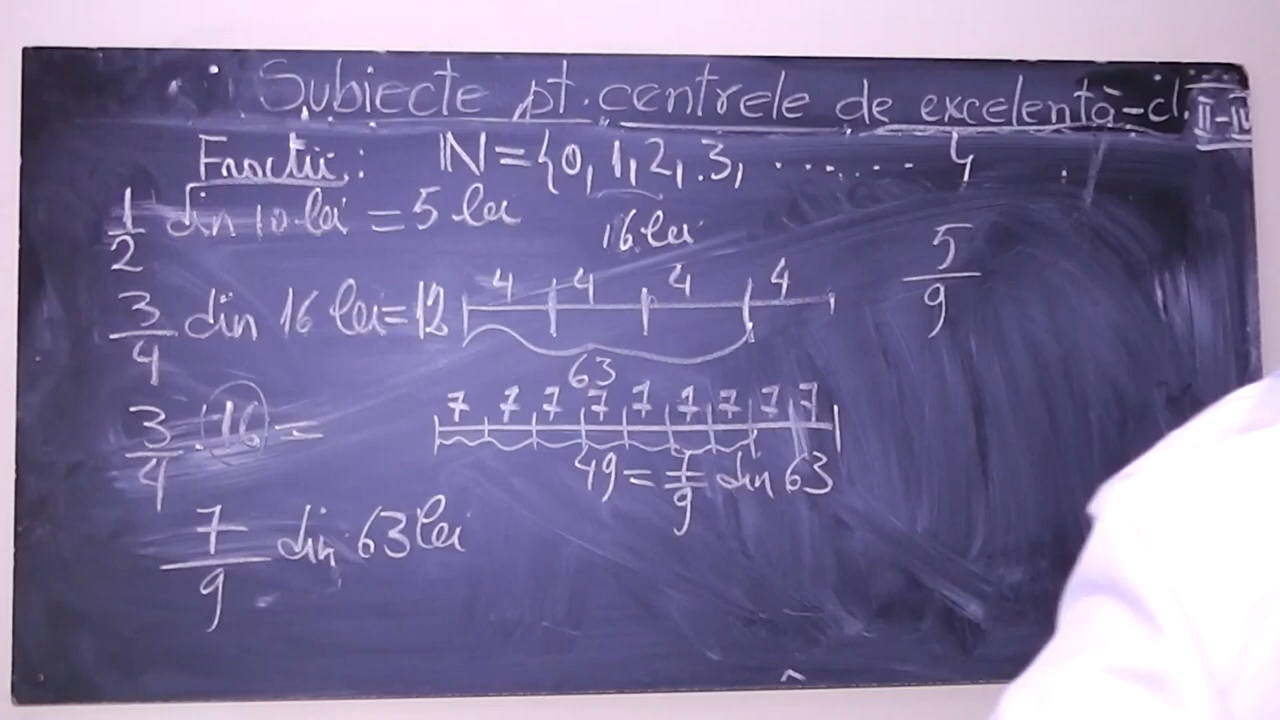 Subiecte pt. centrele de excelență-cl. II-IV
Fracții: N={0, 1, 2, 3, ........}
1/2 din 10 lei = 5 lei
16 lei
4 4 4 4
3/4 din 16 lei=12
5/9
63
7 7 7 7 7 7 7 7 7
3/4 · 16 =
49 = 7/9 din 63
7/9 din 63 lei